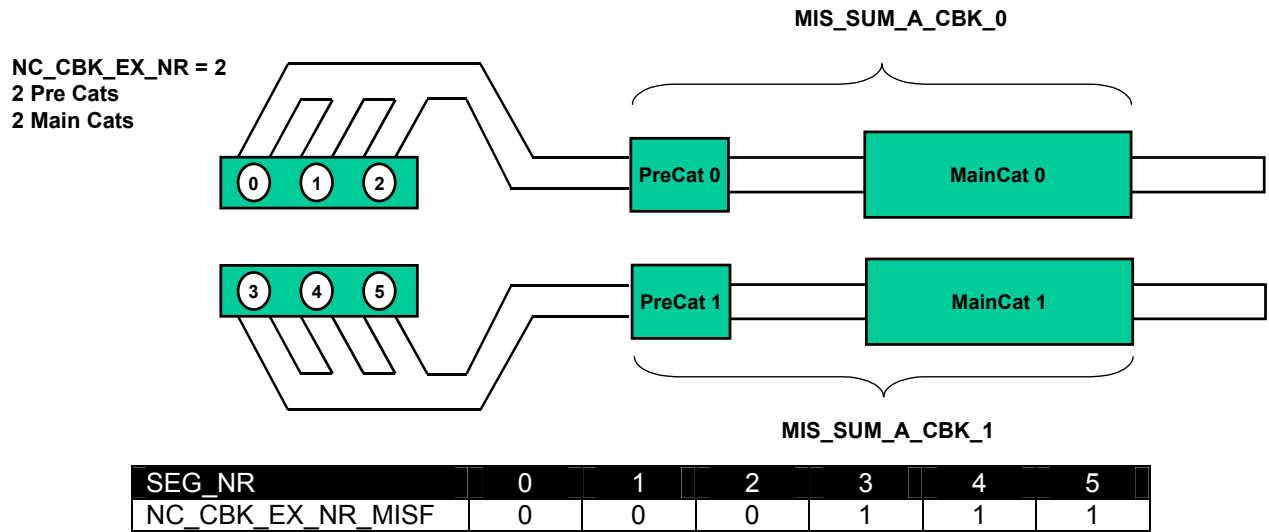 MIS_SUM_A_CBK_0
NC_CBK_EX_NR = 2
2 Pre Cats
2 Main Cats
0 1 2
PreCat 0
MainCat 0
3 4 5
PreCat 1
MainCat 1
MIS_SUM_A_CBK_1
SEG_NR 0 1 2 3 4 5
NC_CBK_EX_NR_MISF 0 0 0 1 1 1